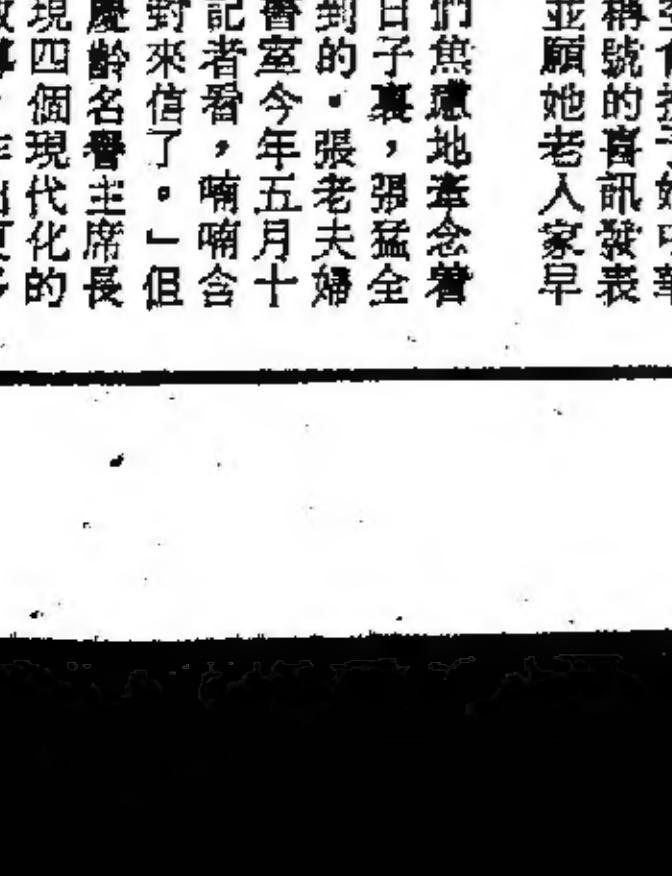 稱號的喜訊發表
並願她老人家早
們焦慮地牽念着
日子裏，張猛全
到的。張老夫婦
書室今年五月十
記者看，喃喃含
對來信了。」但
慶齡名譽主席長
現四個現代化的